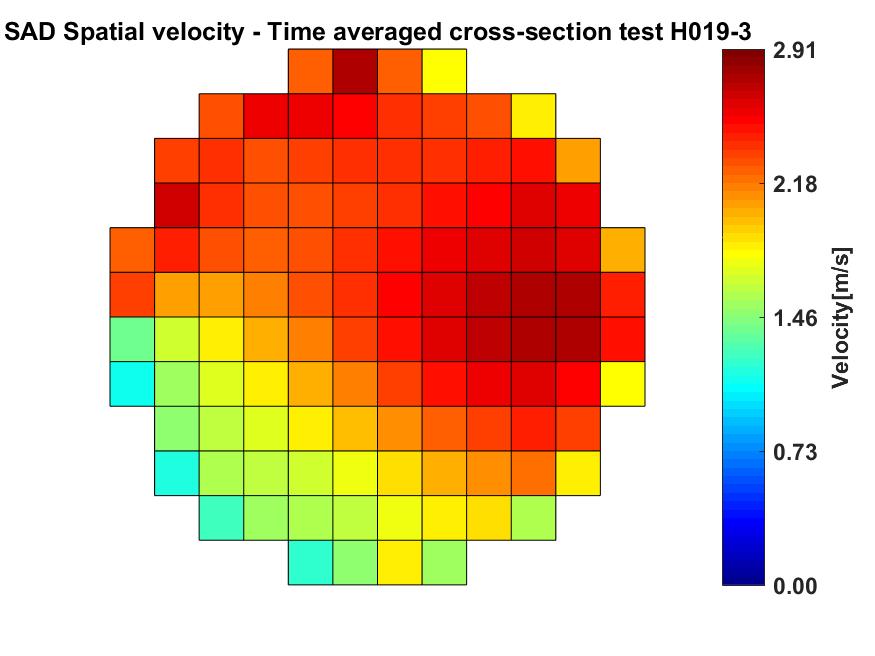 SAD Spatial velocity - Time averaged cross-section test H019-3
2.91
2.18
1.46
0.73
0.00
Velocity[m/s]